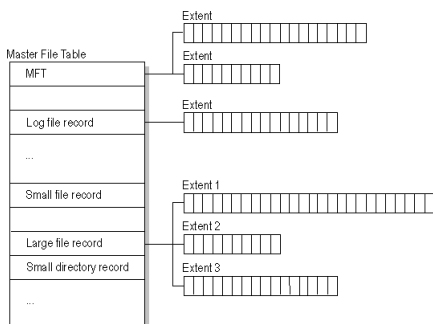 Extent
Master File Table
MFT
Extent
Extent
Log file record
...
Small file record
Extent 1
Large file record
Extent 2
Small directory record
Extent 3
...